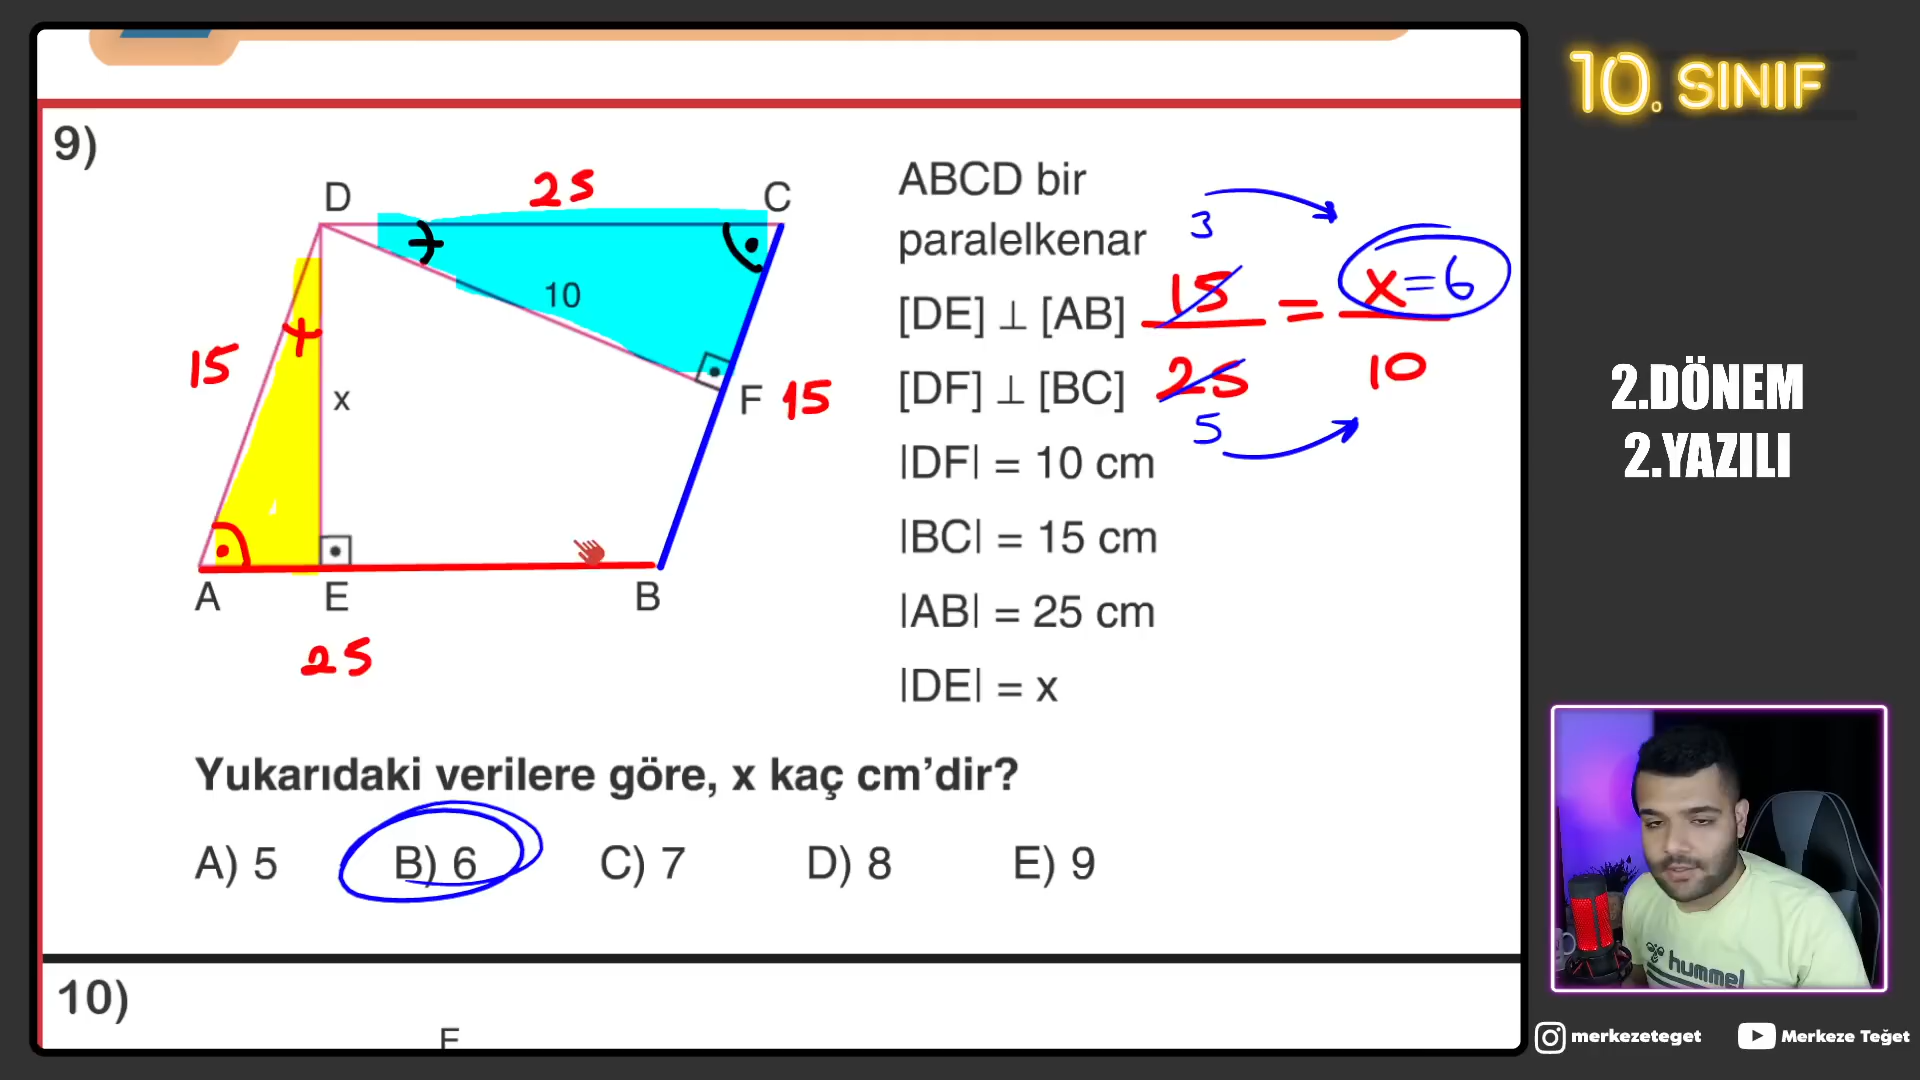 10. SINIF
9)
D
25
C
10
15
x
F 15
A
E
B
25
ABCD bir
paralelkenar
[DE] ⊥ [AB]
[DF] ⊥ [BC]
|DF| = 10 cm
|BC| = 15 cm
|AB| = 25 cm
|DE| = x
3
15
=
x=6
25
10
5
Yukarıdaki verilere göre, x kaç cm'dir?
A) 5 B) 6 C) 7 D) 8 E) 9
10)
2.DÖNEM
2.YAZILI
hummel
merkezeteget
Merkeze Teğet